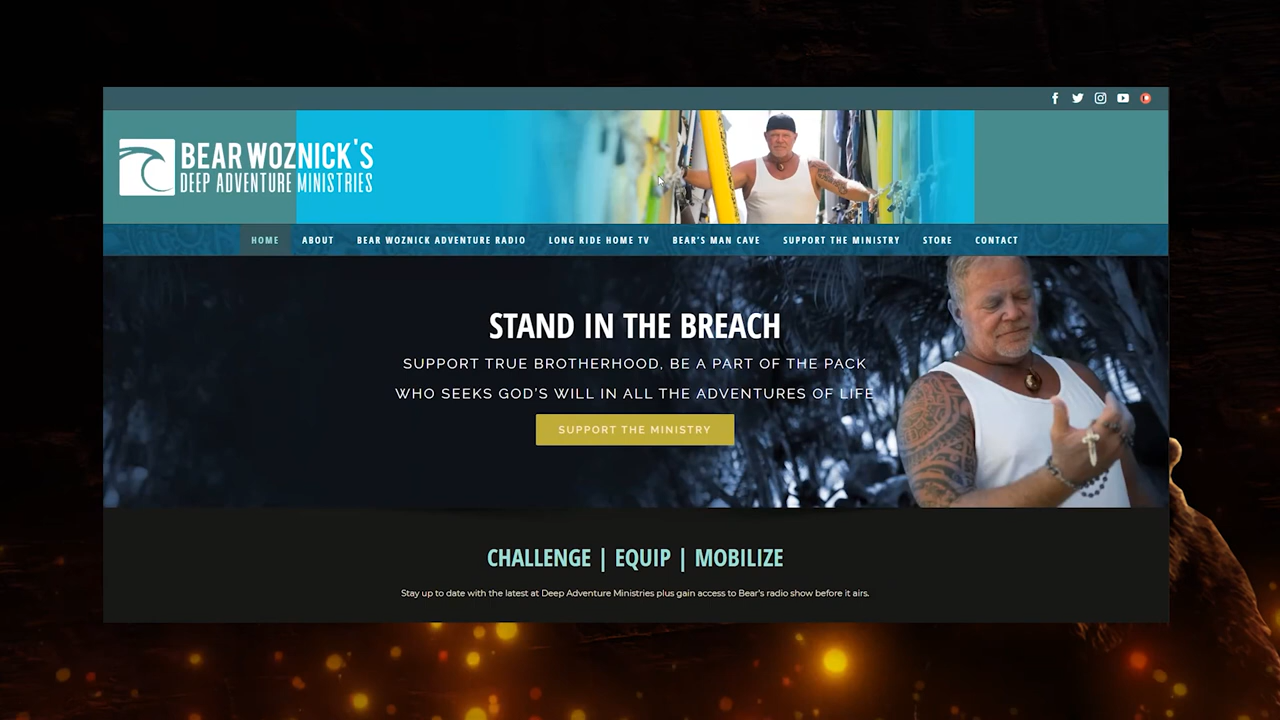 BEAR WOZNICK'S
DEEP ADVENTURE MINISTRIES
HOME ABOUT BEAR WOZNICK ADVENTURE RADIO LONG RIDE HOME TV BEAR'S MAN CAVE SUPPORT THE MINISTRY STORE CONTACT
STAND IN THE BREACH
SUPPORT TRUE BROTHERHOOD, BE A PART OF THE PACK
WHO SEEKS GOD'S WILL IN ALL THE ADVENTURES OF LIFE
SUPPORT THE MINISTRY
CHALLENGE | EQUIP | MOBILIZE
Stay up to date with the latest at Deep Adventure Ministries plus gain access to Bear's radio show before it airs.